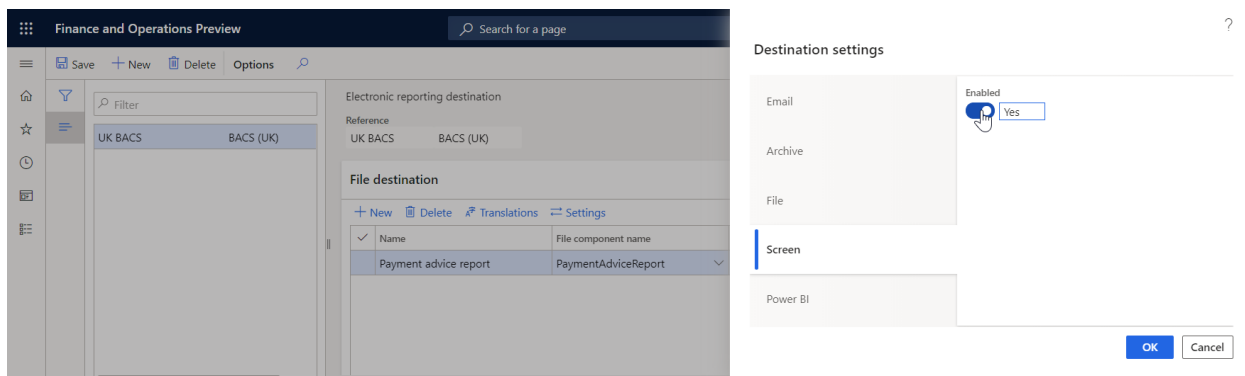 Finance and Operations Preview
Search for a page
Save New Delete Options
Filter
UK BACS BACS (UK)
Electronic reporting destination
Reference
UK BACS BACS (UK)
File destination
New Delete Translations Settings
Name File component name
Payment advice report PaymentAdviceReport
?
Destination settings
Email
Archive
File
Screen
Power BI
Enabled
Yes
OK Cancel